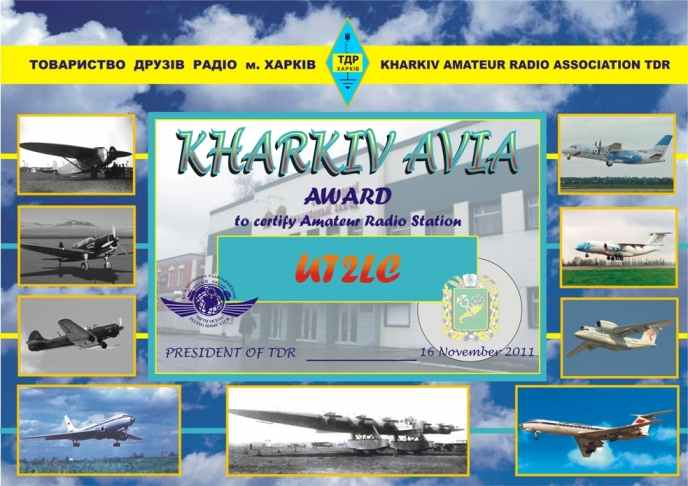 ТОВАРИСТВО ДРУЗІВ РАДІО м. ХАРКІВ
ТДР
ХАРКІВ
KHARKIV AMATEUR RADIO ASSOCIATION TDR
KHARKIV AVIA
AWARD
to certify Amateur Radio Station
UT2LC
PRESIDENT OF TDR
16 November 2011